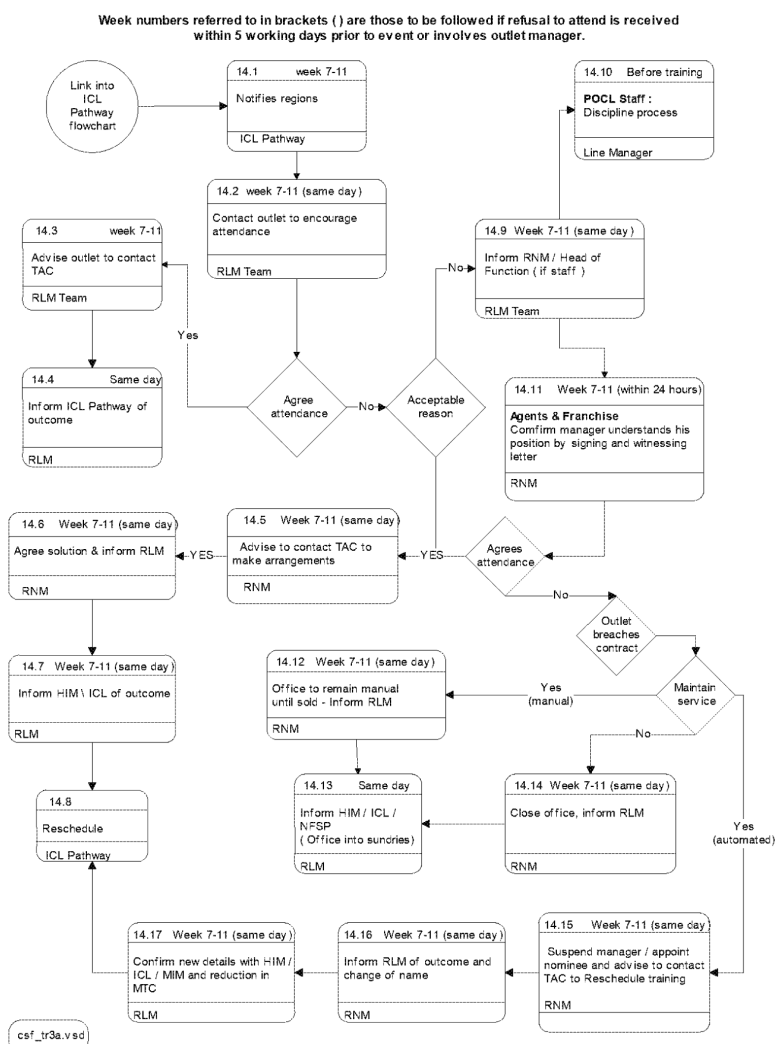 Week numbers referred to in brackets ( ) are those to be followed if refusal to attend is received
within 5 working days prior to event or involves outlet manager.
Link into
ICL
Pathway
flowchart
14.1 week 7-11
Notifies regions
ICL Pathway
14.10 Before training
POCL Staff :
Discipline process
Line Manager
14.2 week 7-11 (same day)
Contact outlet to encourage
attendance
RLM Team
14.3 week 7-11
Advise outlet to contact
TAC
RLM Team
14.9 Week 7-11 (same day)
Inform RNM / Head of
Function ( if staff )
RLM Team
No
Yes
14.4 Same day
Inform ICL Pathway of
outcome
RLM
Agree
attendance
No
Acceptable
reason
14.11 Week 7-11 (within 24 hours)
Agents & Franchise
Comfirm manager understands his
position by signing and witnessing
letter
RNM
14.6 Week 7-11 (same day)
Agree solution & inform RLM
RNM
YES
14.5 Week 7-11 (same day)
Advise to contact TAC to
make arrangements
RNM
YES
Agrees
attendance
No
Outlet
breaches
contract
14.7 Week 7-11 (same day)
Inform HIM \ ICL of outcome
RLM
14.12 Week 7-11 (same day)
Office to remain manual
until sold - Inform RLM
RNM
Yes
(manual)
Maintain
service
No
14.8
Reschedule
ICL Pathway
14.13 Same day
Inform HIM / ICL /
NFSP
( Office into sundries)
RLM
14.14 Week 7-11 (same day)
Close office, inform RLM
RNM
Yes
(automated)
14.17 Week 7-11 (same day)
Confirm new details with HIM /
ICL / MIM and reduction in
MTC
RLM
14.16 Week 7-11 (same day)
Inform RLM of outcome and
change of name
RNM
14.15 Week 7-11 (same day)
Suspend manager / appoint
nominee and advise to contact
TAC to Reschedule training
RNM
csf_tr3a.vsd